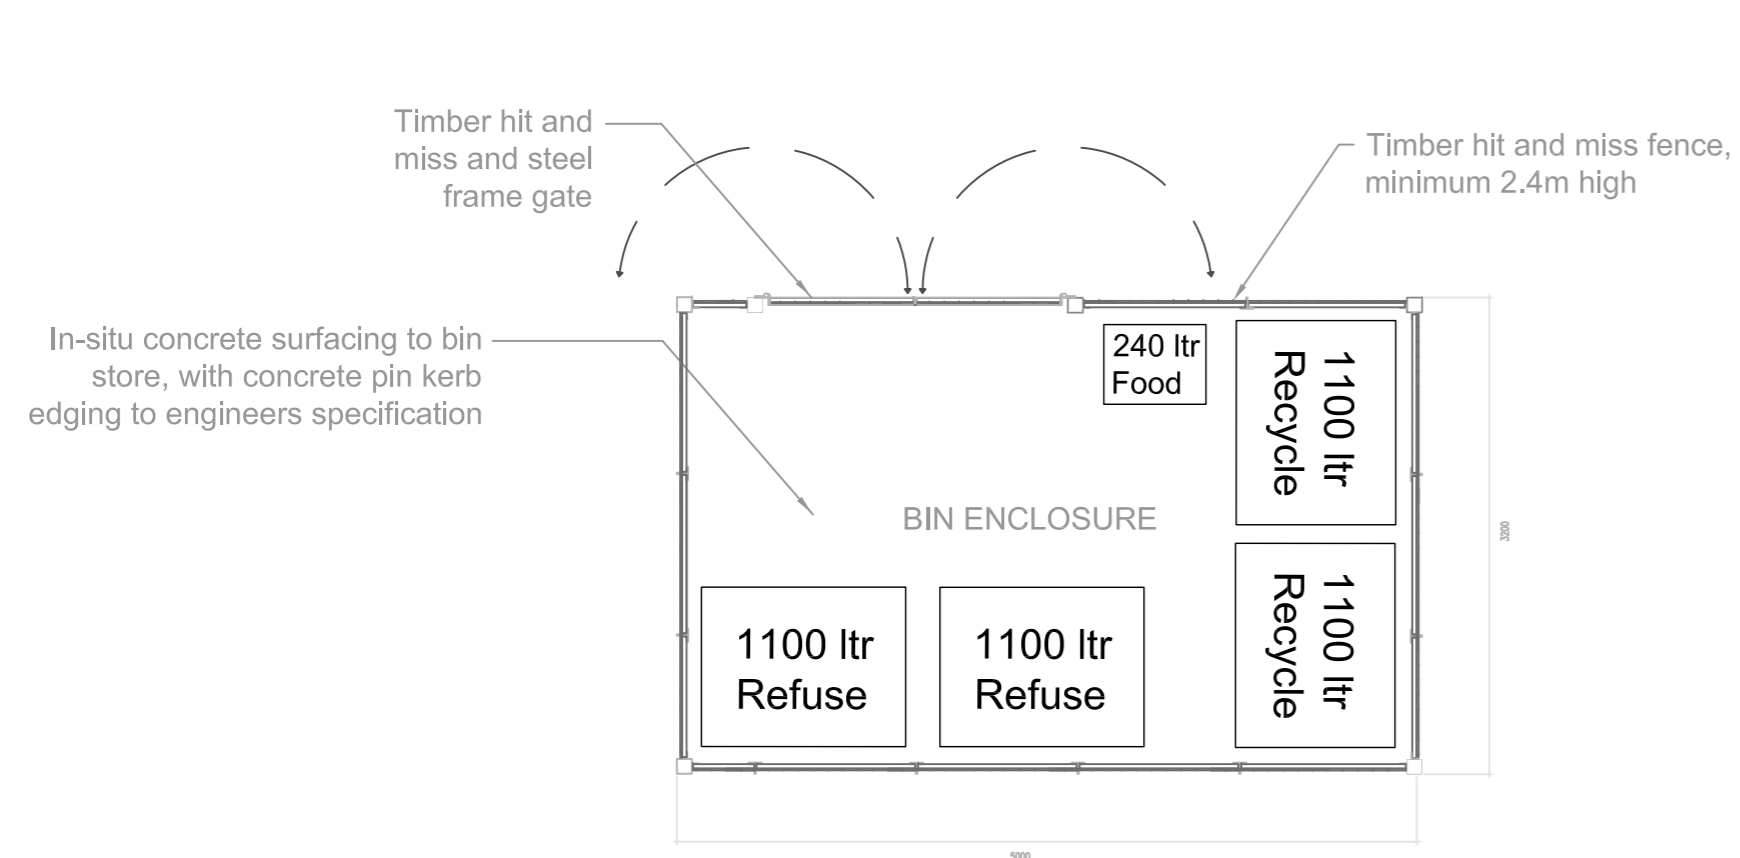 Timber hit and
miss and steel
frame gate
Timber hit and miss fence,
minimum 2.4m high
In-situ concrete surfacing to bin
store, with concrete pin kerb
edging to engineers specification
240 ltr
Food
1100 ltr
Recycle
BIN ENCLOSURE
3200
1100 ltr
Refuse
1100 ltr
Refuse
1100 ltr
Recycle
5000